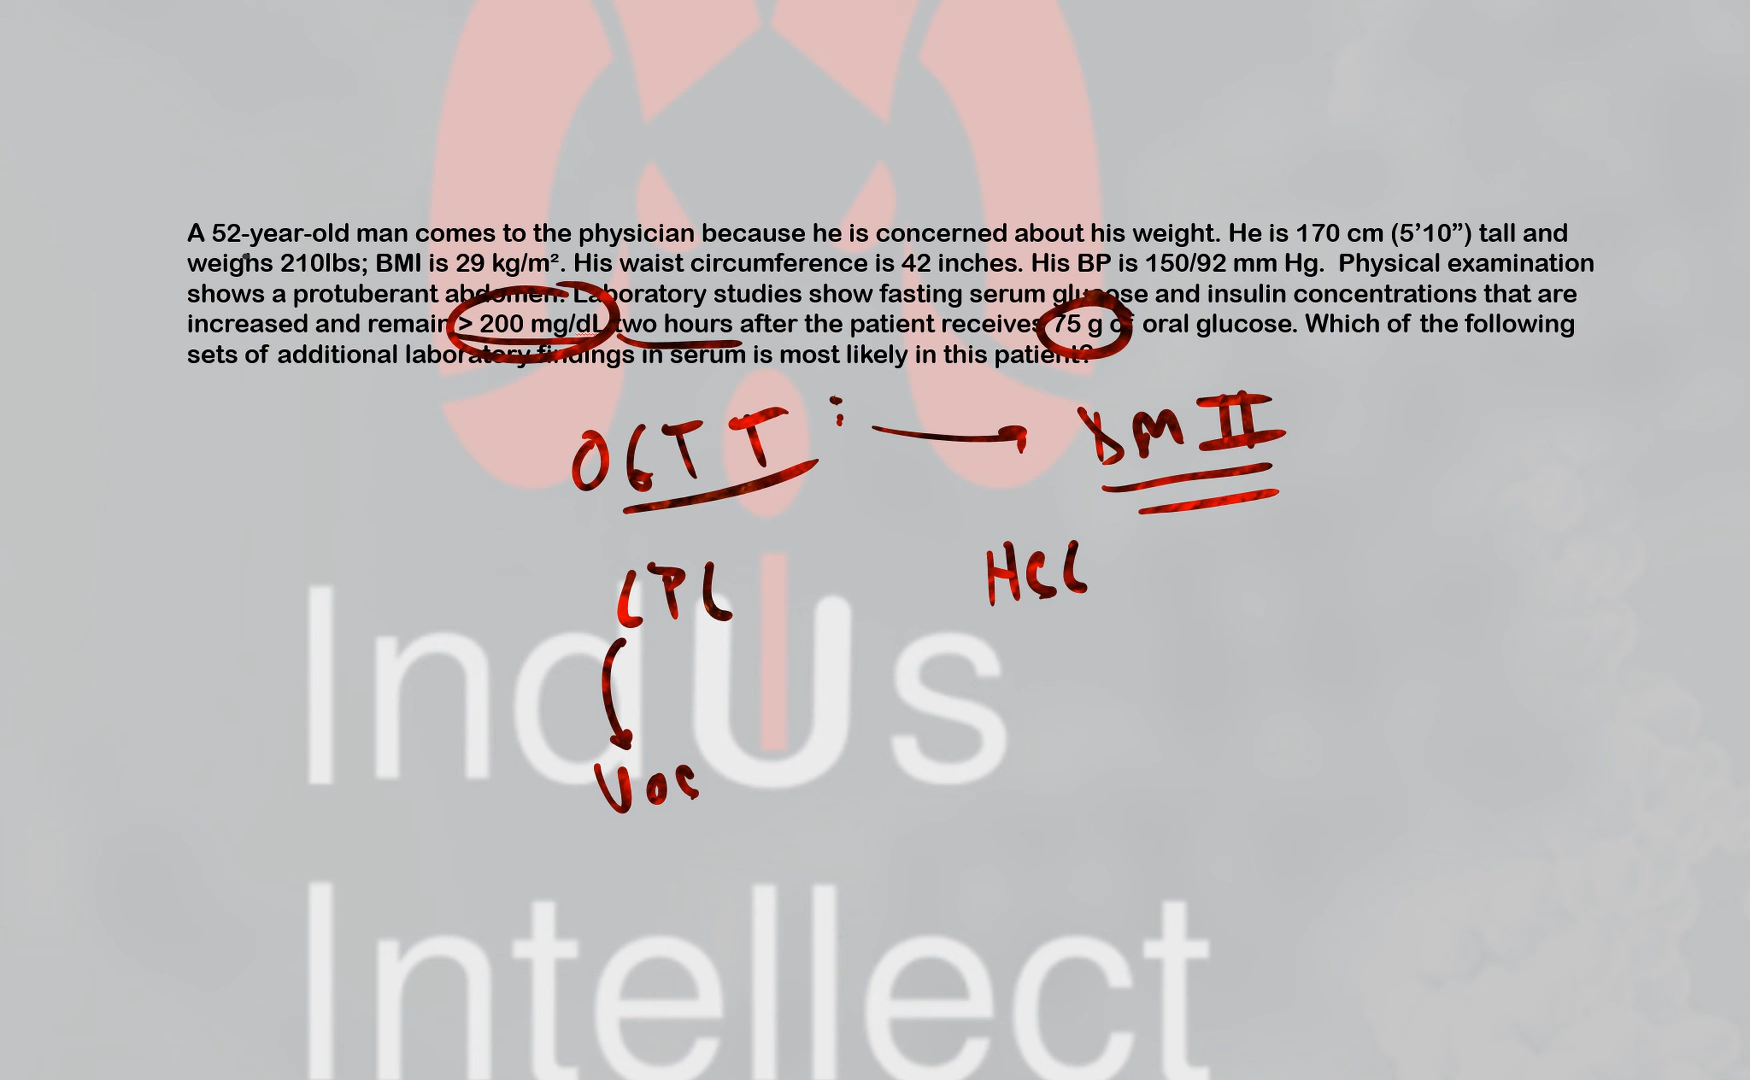 A 52-year-old man comes to the physician because he is concerned about his weight. He is 170 cm (5’10”) tall and
weighs 210lbs; BMI is 29 kg/m². His waist circumference is 42 inches. His BP is 150/92 mm Hg. Physical examination
shows a protuberant abdomen. Laboratory studies show fasting serum glucose and insulin concentrations that are
increased and remain > 200 mg/dL two hours after the patient receives 75 g of oral glucose. Which of the following
sets of additional laboratory findings in serum is most likely in this patient?
OGTT : → DM II
IndUs
Intellect